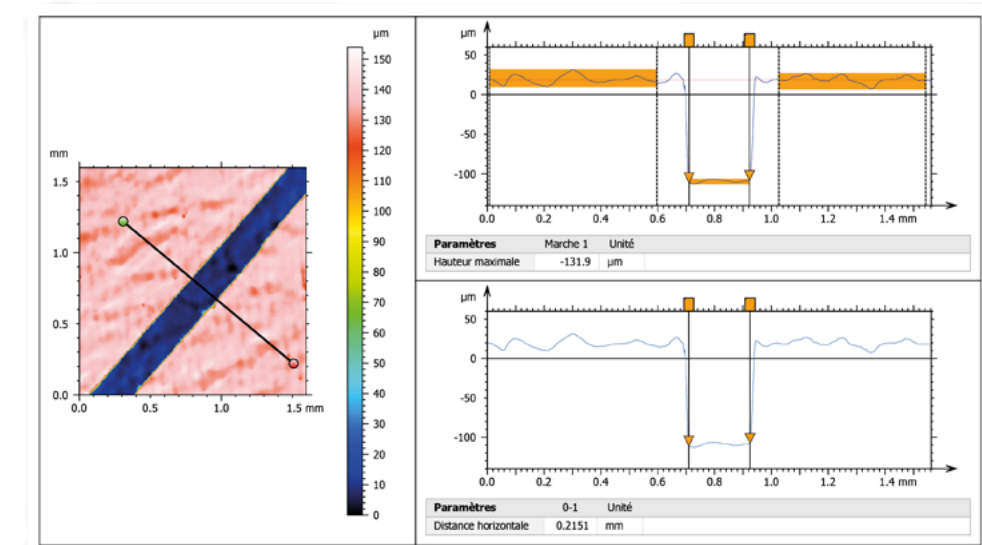 mm
1.5
1.0
0.5
0.0
0.0 0.5 1.0 1.5 mm
µm
150
140
130
120
110
100
90
80
70
60
50
40
30
20
10
0
µm
50
0
-50
-100
0.0 0.2 0.4 0.6 0.8 1.0 1.2 1.4 mm
Paramètres Marche 1 Unité
Hauteur maximale -131.9 µm
µm
50
0
-50
-100
0.0 0.2 0.4 0.6 0.8 1.0 1.2 1.4 mm
Paramètres 0-1 Unité
Distance horizontale 0.2151 mm